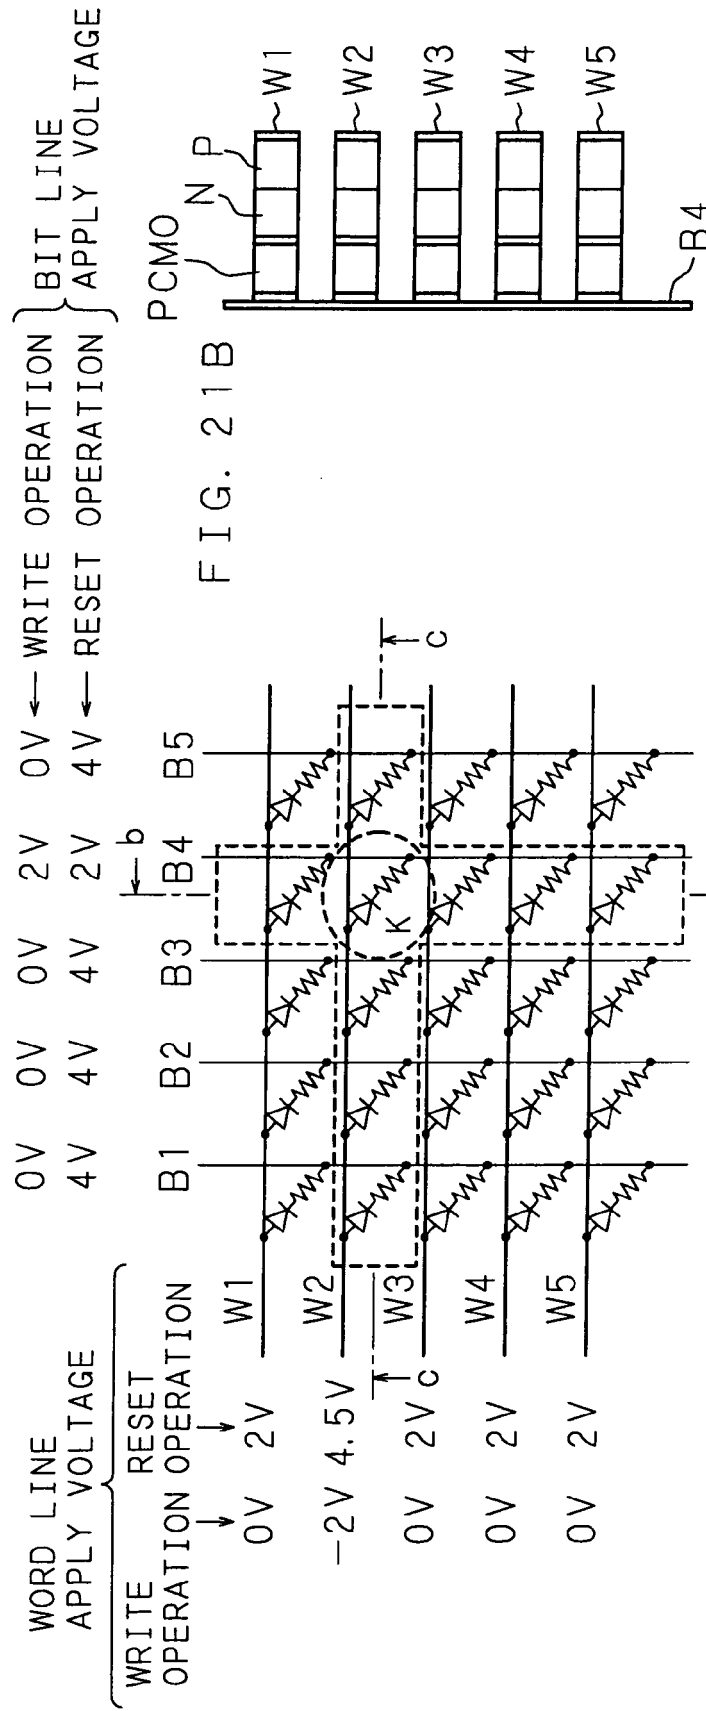 0V 0V 0V 2V 0V ← WRITE OPERATION
4V 4V 4V 2V 4V ← RESET OPERATION
BIT LINE
APPLY VOLTAGE
B1 B2 B3 B4 B5
b
WORD LINE
APPLY VOLTAGE
WRITE
OPERATION
RESET
OPERATION
0V 2V W1
-2V 4.5V W2
0V 2V W3
0V 2V W4
0V 2V W5
c
c
K
FIG. 21B
PCMO
N
P
W1
W2
W3
W4
W5
B4